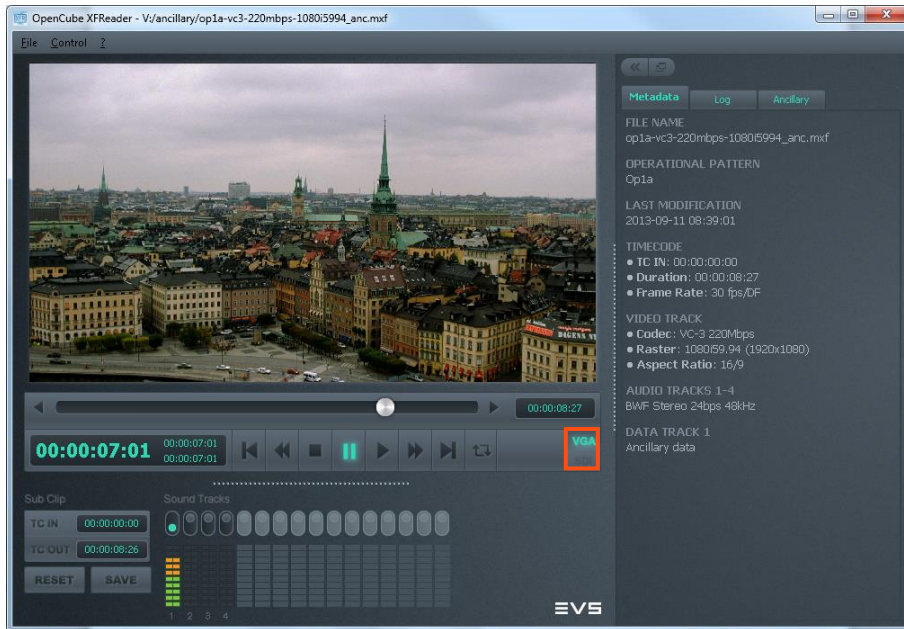 OpenCube XFReader - V:/ancillary/op1a-vc3-220mbps-1080i5994_anc.mxf
File Control ?
Metadata Log Ancillary
FILE NAME
op1a-vc3-220mbps-1080i5994_anc.mxf
OPERATIONAL PATTERN
Op1a
LAST MODIFICATION
2013-09-11 08:39:01
TIMECODE
• TC IN: 00:00:00:00
• Duration: 00:00:08:27
• Frame Rate: 30 fps/DF
VIDEO TRACK
• Codec: VC-3 220Mbps
• Raster: 1080i59.94 (1920x1080)
• Aspect Ratio: 16/9
AUDIO TRACKS 1-4
BWF Stereo 24bps 48kHz
DATA TRACK 1
Ancillary data
DAGENS
00:00:08:27
00:00:07:01
00:00:07:01
00:00:07:01
VGA
SDI
Sub Clip
TC IN 00:00:00:00
TC OUT 00:00:08:26
RESET SAVE
Sound Tracks
1 2 3 4
EVS